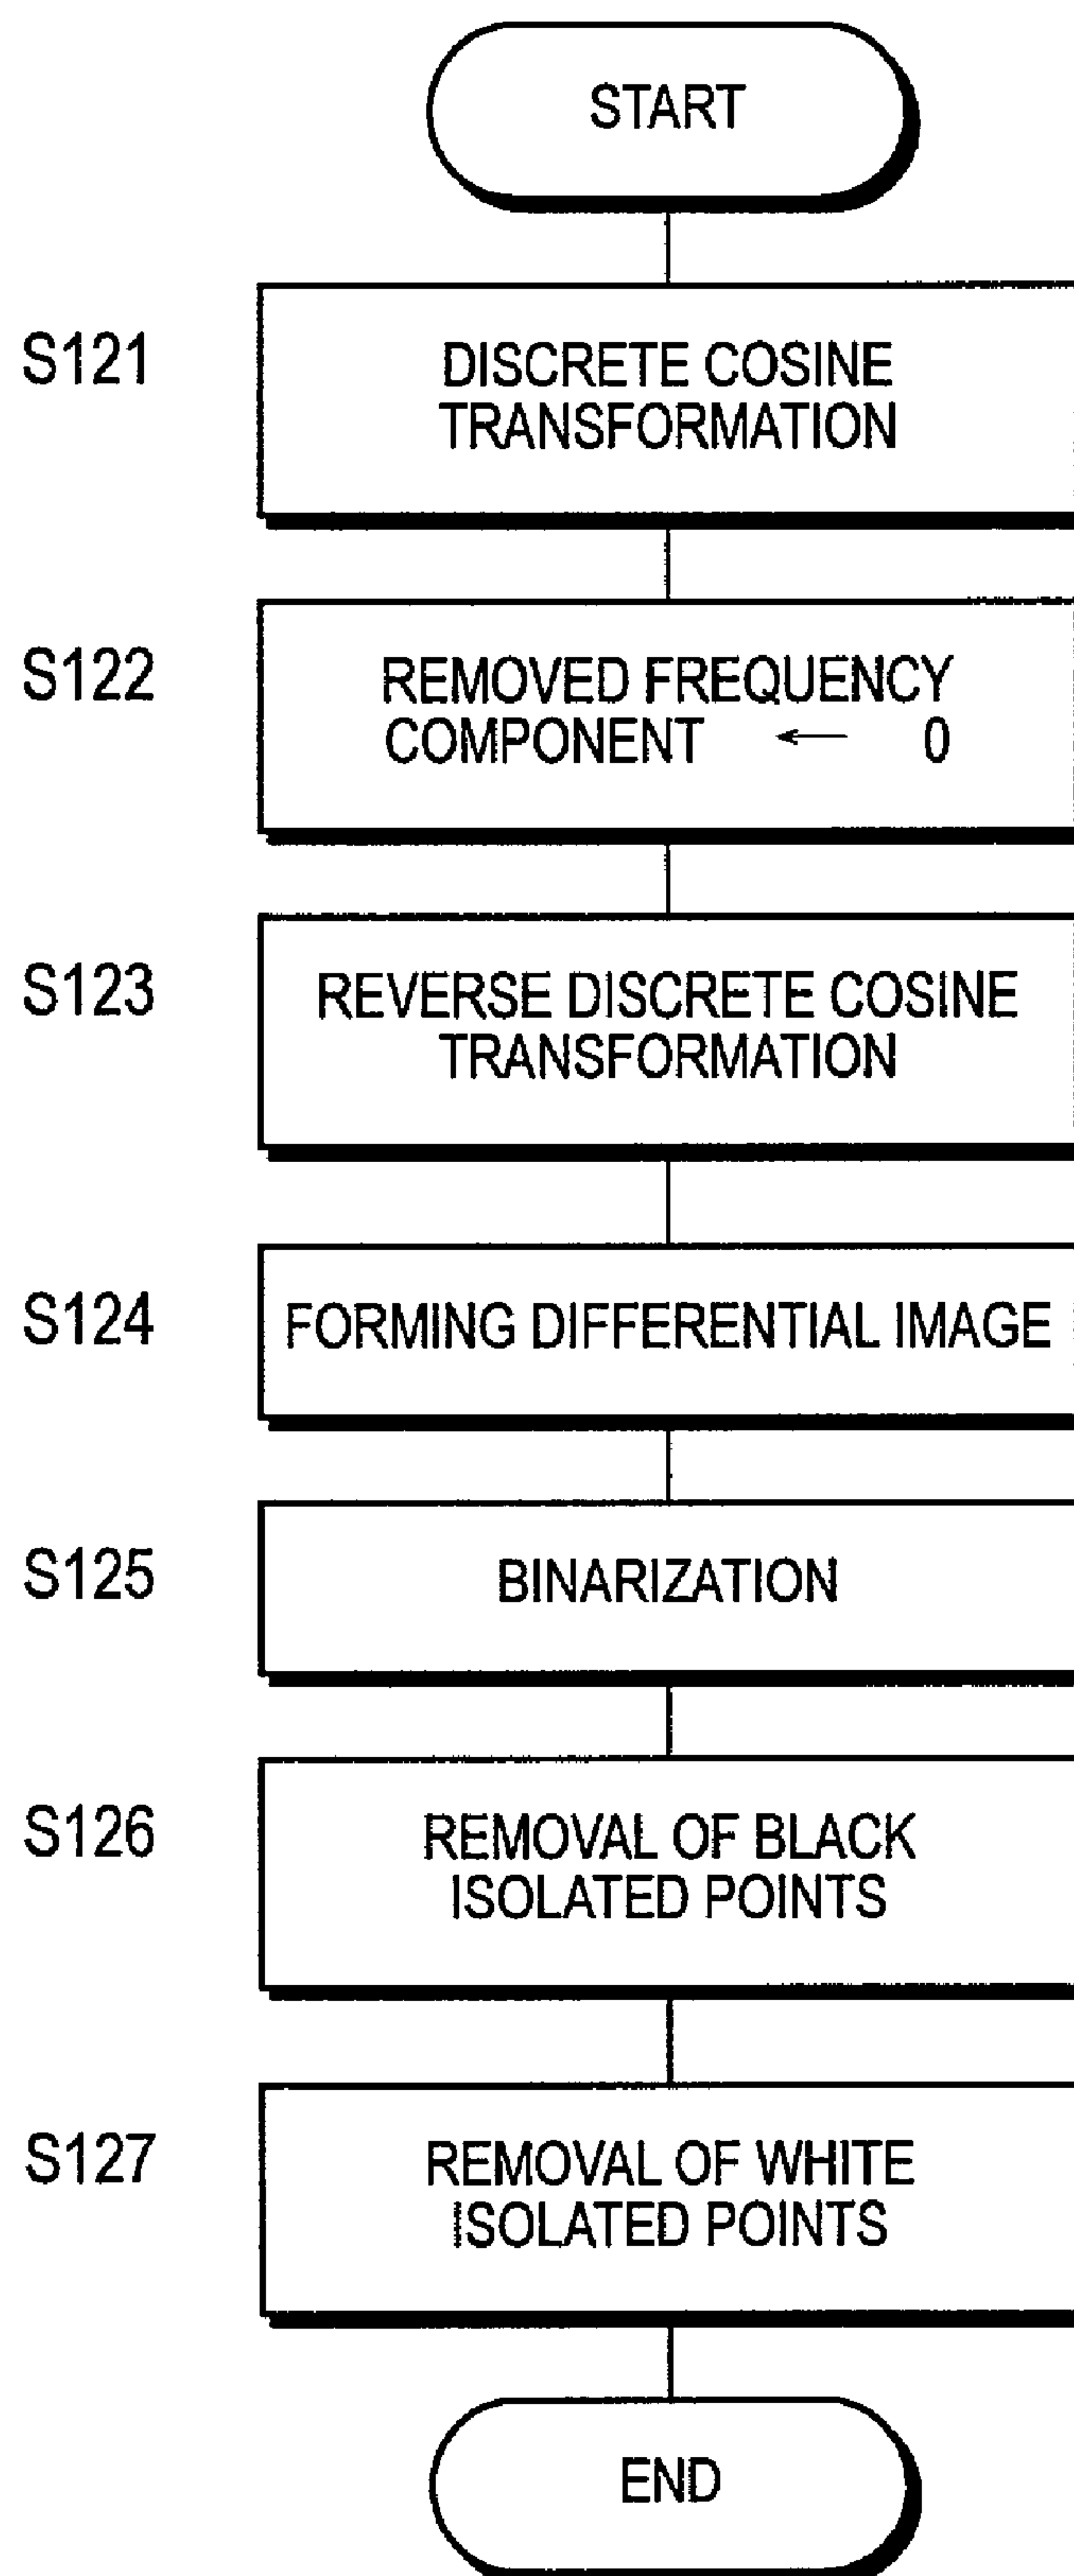 START
S121
DISCRETE COSINE
TRANSFORMATION
S122
REMOVED FREQUENCY
COMPONENT ← 0
S123
REVERSE DISCRETE COSINE
TRANSFORMATION
S124
FORMING DIFFERENTIAL IMAGE
S125
BINARIZATION
S126
REMOVAL OF BLACK
ISOLATED POINTS
S127
REMOVAL OF WHITE
ISOLATED POINTS
END